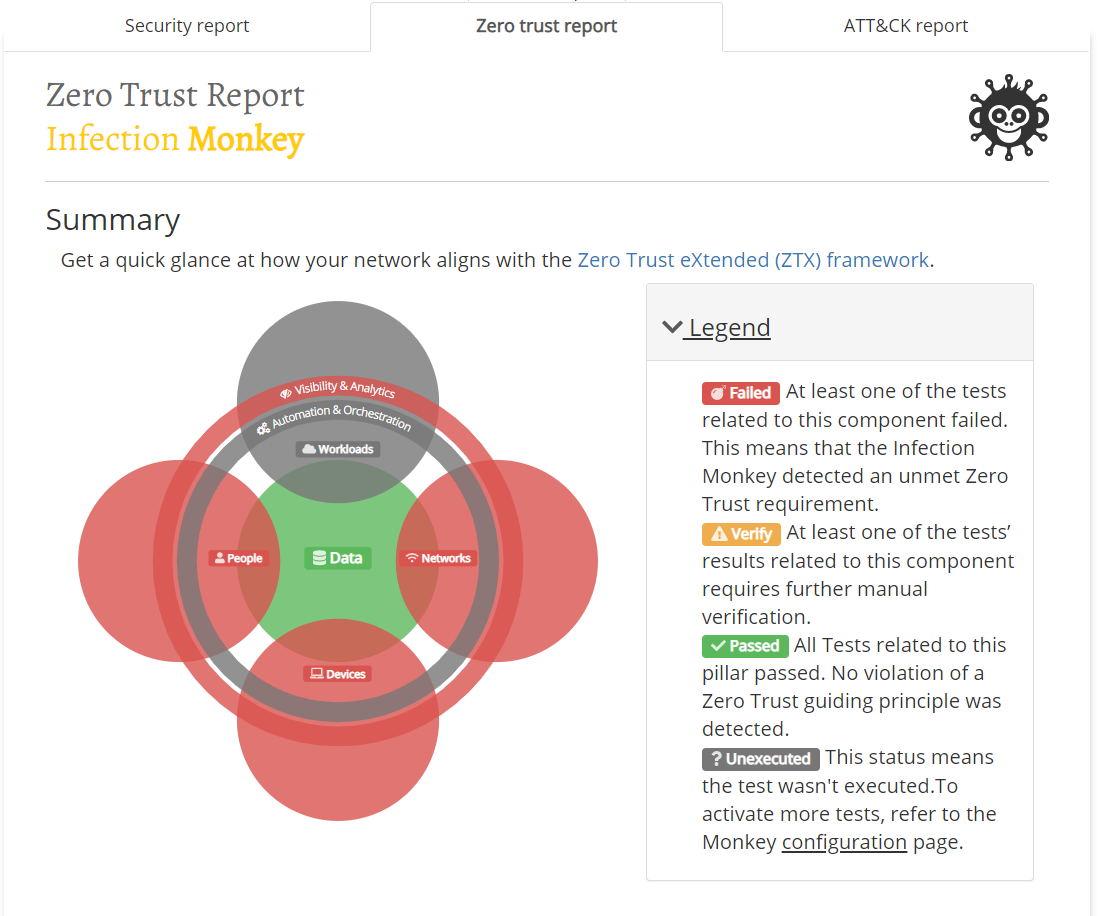 Security report
Zero trust report
ATT&CK report
Zero Trust Report
Infection Monkey
Summary
Get a quick glance at how your network aligns with the Zero Trust eXtended (ZTX) framework.
Visibility & Analytics
Automation & Orchestration
Workloads
People
Data
Networks
Devices
Legend
Failed At least one of the tests
related to this component failed.
This means that the Infection
Monkey detected an unmet Zero
Trust requirement.
Verify At least one of the tests’
results related to this component
requires further manual
verification.
Passed All Tests related to this
pillar passed. No violation of a
Zero Trust guiding principle was
detected.
? Unexecuted This status means
the test wasn't executed.To
activate more tests, refer to the
Monkey configuration page.